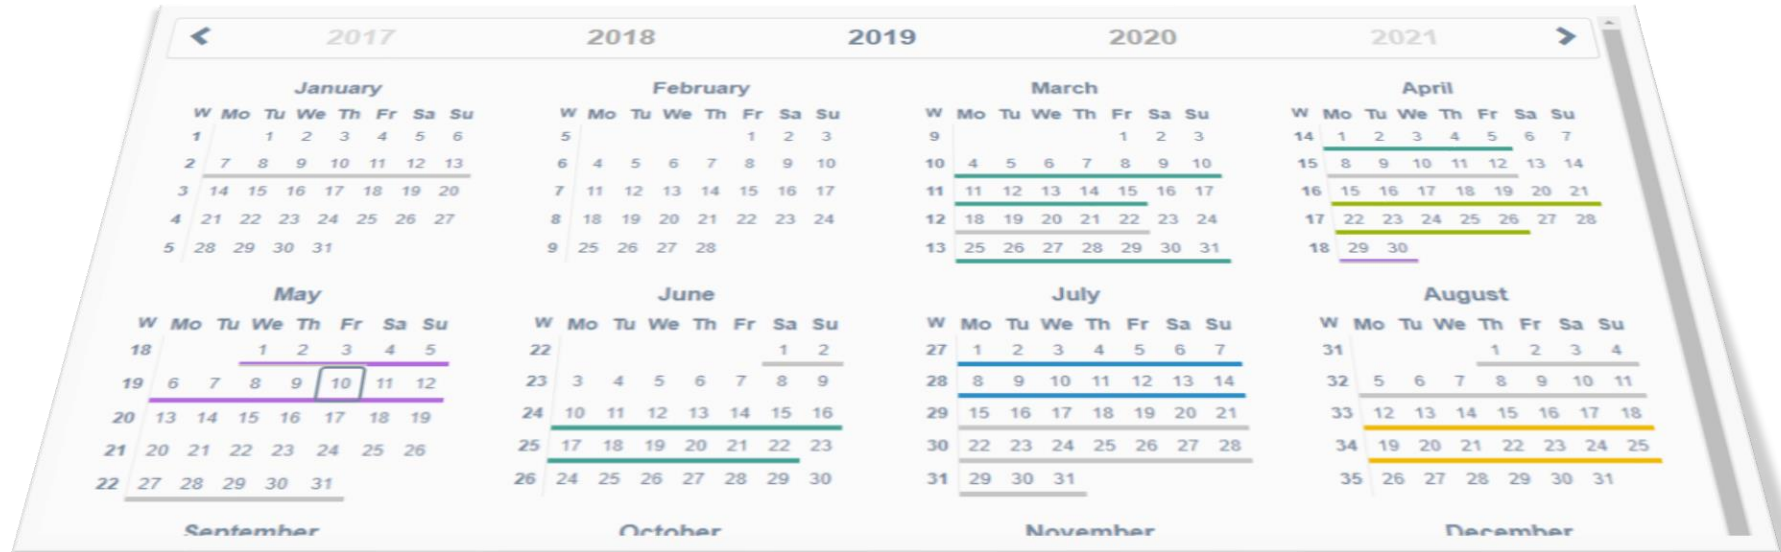 2017 2018 2019 2020 2021
January February March April
W Mo Tu We Th Fr Sa Su W Mo Tu We Th Fr Sa Su W Mo Tu We Th Fr Sa Su W Mo Tu We Th Fr Sa Su
1 1 2 3 4 5 6 5 1 2 3 9 1 2 3 14 1 2 3 4 5 6 7
2 7 8 9 10 11 12 13 6 4 5 6 7 8 9 10 10 4 5 6 7 8 9 10 15 8 9 10 11 12 13 14
3 14 15 16 17 18 19 20 7 11 12 13 14 15 16 17 11 11 12 13 14 15 16 17 16 15 16 17 18 19 20 21
4 21 22 23 24 25 26 27 8 18 19 20 21 22 23 24 12 18 19 20 21 22 23 24 17 22 23 24 25 26 27 28
5 28 29 30 31 9 25 26 27 28 13 25 26 27 28 29 30 31 18 29 30
May June July August
W Mo Tu We Th Fr Sa Su W Mo Tu We Th Fr Sa Su W Mo Tu We Th Fr Sa Su W Mo Tu We Th Fr Sa Su
18 1 2 3 4 5 22 1 2 27 1 2 3 4 5 6 7 31 1 2 3 4
19 6 7 8 9 10 11 12 23 3 4 5 6 7 8 9 28 8 9 10 11 12 13 14 32 5 6 7 8 9 10 11
20 13 14 15 16 17 18 19 24 10 11 12 13 14 15 16 29 15 16 17 18 19 20 21 33 12 13 14 15 16 17 18
21 20 21 22 23 24 25 26 25 17 18 19 20 21 22 23 30 22 23 24 25 26 27 28 34 19 20 21 22 23 24 25
22 27 28 29 30 31 26 24 25 26 27 28 29 30 31 29 30 31 35 26 27 28 29 30 31
September October November December